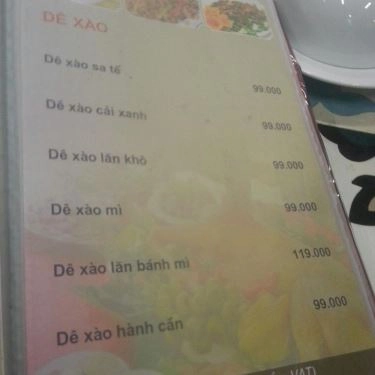 DÊ XÀO
Dê xào sa tế 99.000
Dê xào cải xanh 99.000
Dê xào lăn khô 99.000
Dê xào mì 99.000
Dê xào lăn bánh mì 119.000
Dê xào hành cần 99.000
VAT)